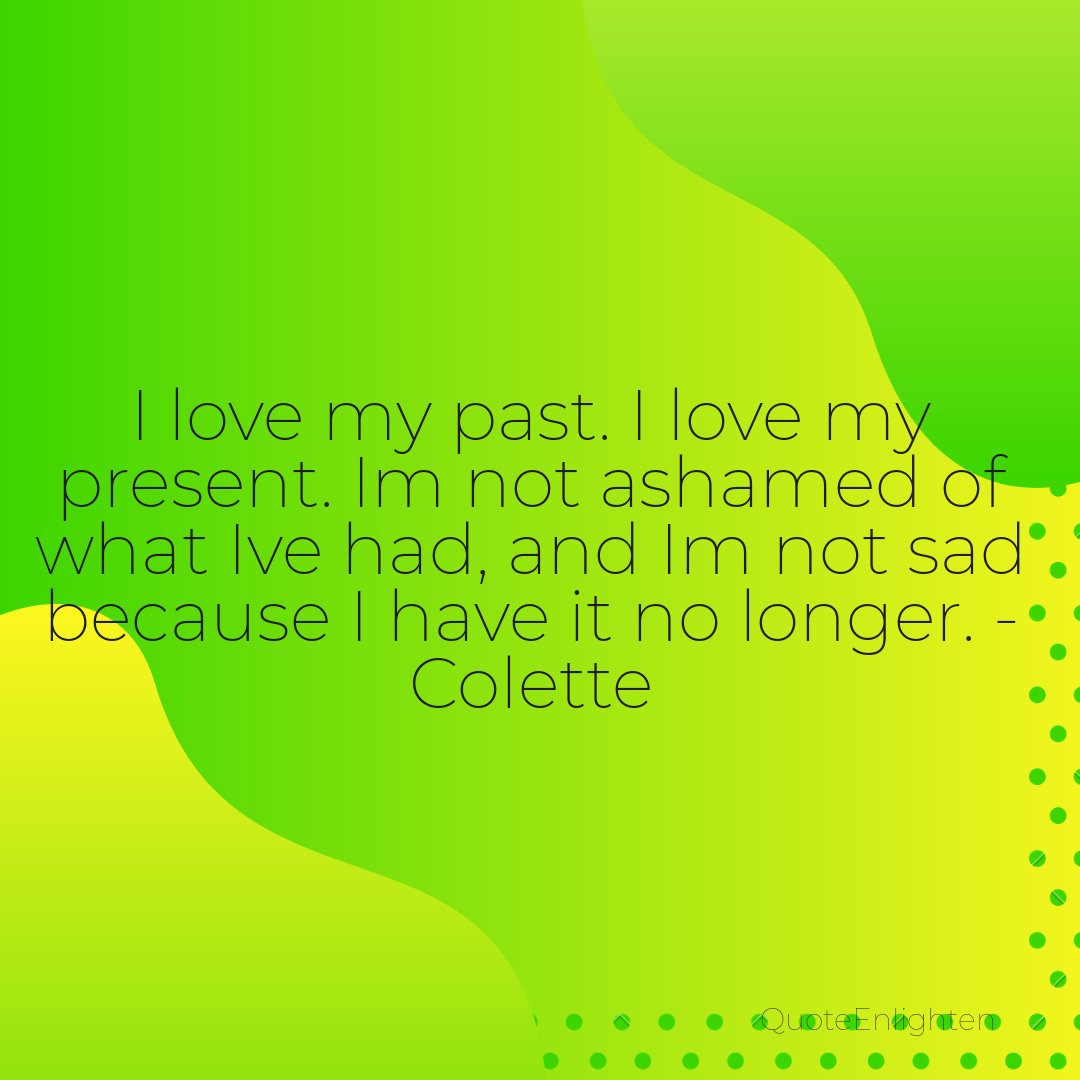 I love my past. I love my
present. Im not ashamed of
what Ive had, and Im not sad
because I have it no longer. -
Colette
QuoteEnlighten